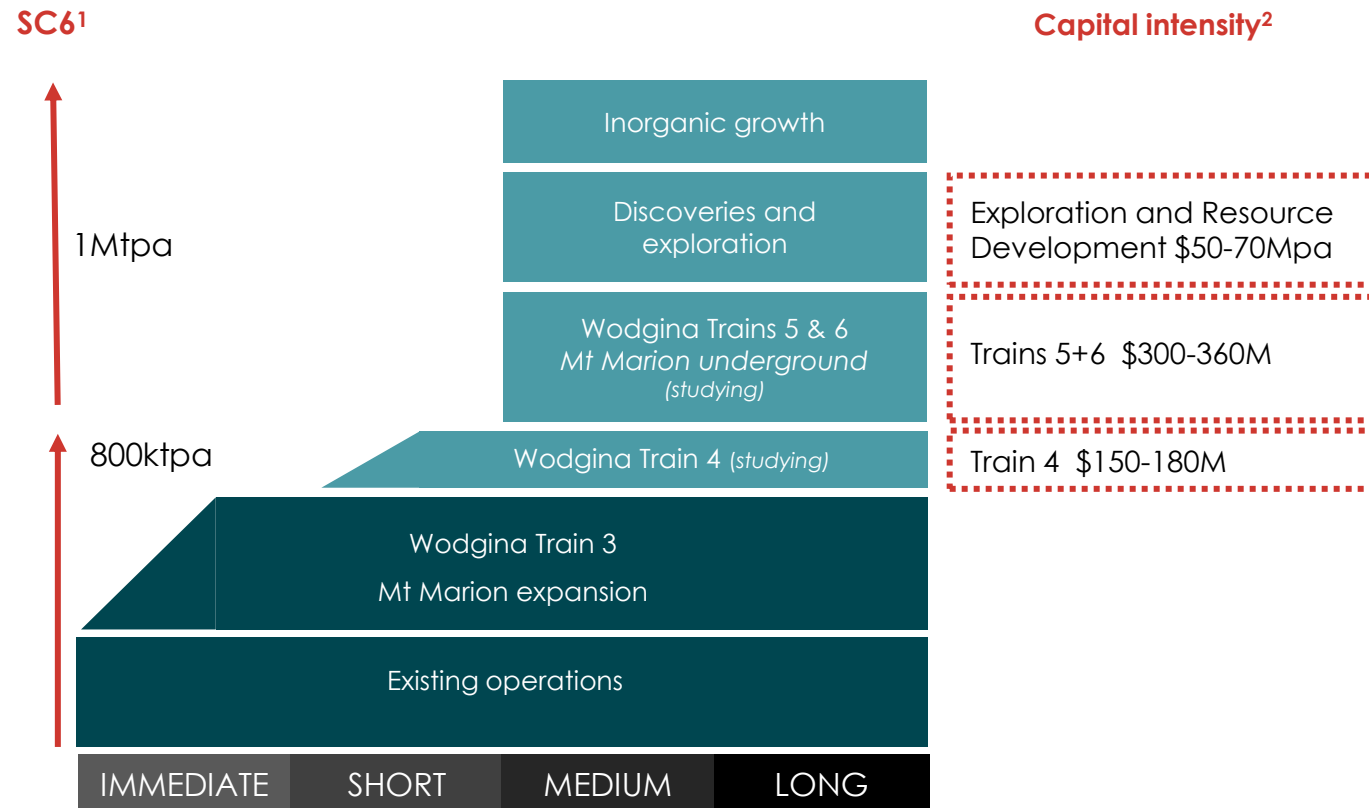 SC6¹
Capital intensity²
Inorganic growth
Discoveries and
exploration
Exploration and Resource
Development $50-70Mpa
1Mtpa
Wodgina Trains 5 & 6
Mt Marion underground
(studying)
Trains 5+6 $300-360M
800ktpa
Wodgina Train 4 (studying)
Train 4 $150-180M
Wodgina Train 3
Mt Marion expansion
Existing operations
IMMEDIATE SHORT MEDIUM LONG